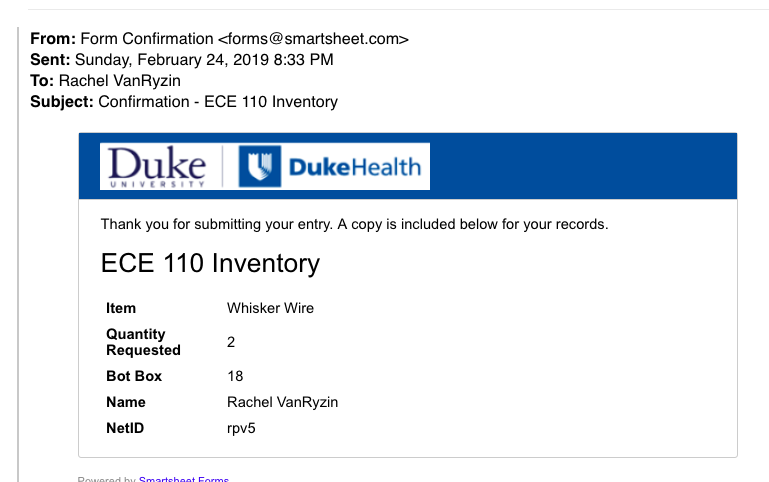 From: Form Confirmation <forms@smartsheet.com>
Sent: Sunday, February 24, 2019 8:33 PM
To: Rachel VanRyzin
Subject: Confirmation - ECE 110 Inventory
Duke UNIVERSITY DukeHealth
Thank you for submitting your entry. A copy is included below for your records.
ECE 110 Inventory
Item Whisker Wire
Quantity Requested 2
Bot Box 18
Name Rachel VanRyzin
NetID rpv5
Powered by Smartsheet Forms